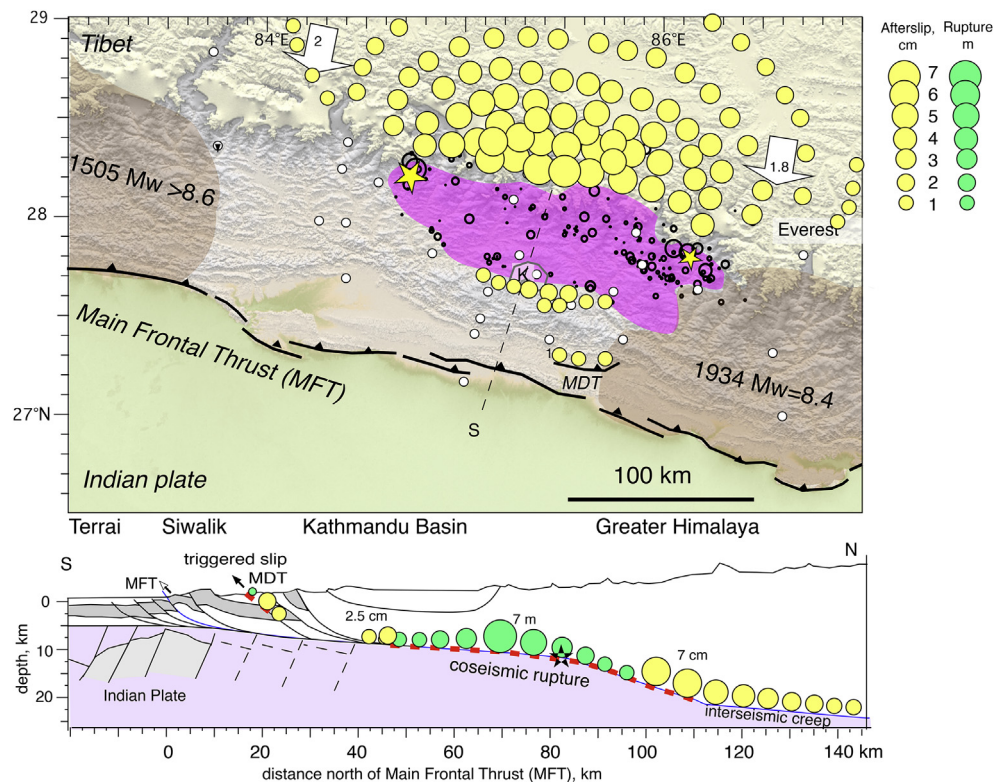 29
Tibet
84°E
2
86°E
1505 Mw >8.6
1.8
28
Everest
K
Main Frontal Thrust (MFT)
1
MDT
1934 Mw=8.4
27°N
S
100 km
Indian plate
Afterslip, cm
Rupture m
7
6
5
4
3
2
1
Terrai Siwalik Kathmandu Basin Greater Himalaya
S
N
triggered slip
MFT
MDT
0
10
20
depth, km
2.5 cm
7 m
7 cm
coseismic rupture
interseismic creep
Indian Plate
0 20 40 60 80 100 120 140 km
distance north of Main Frontal Thrust (MFT), km